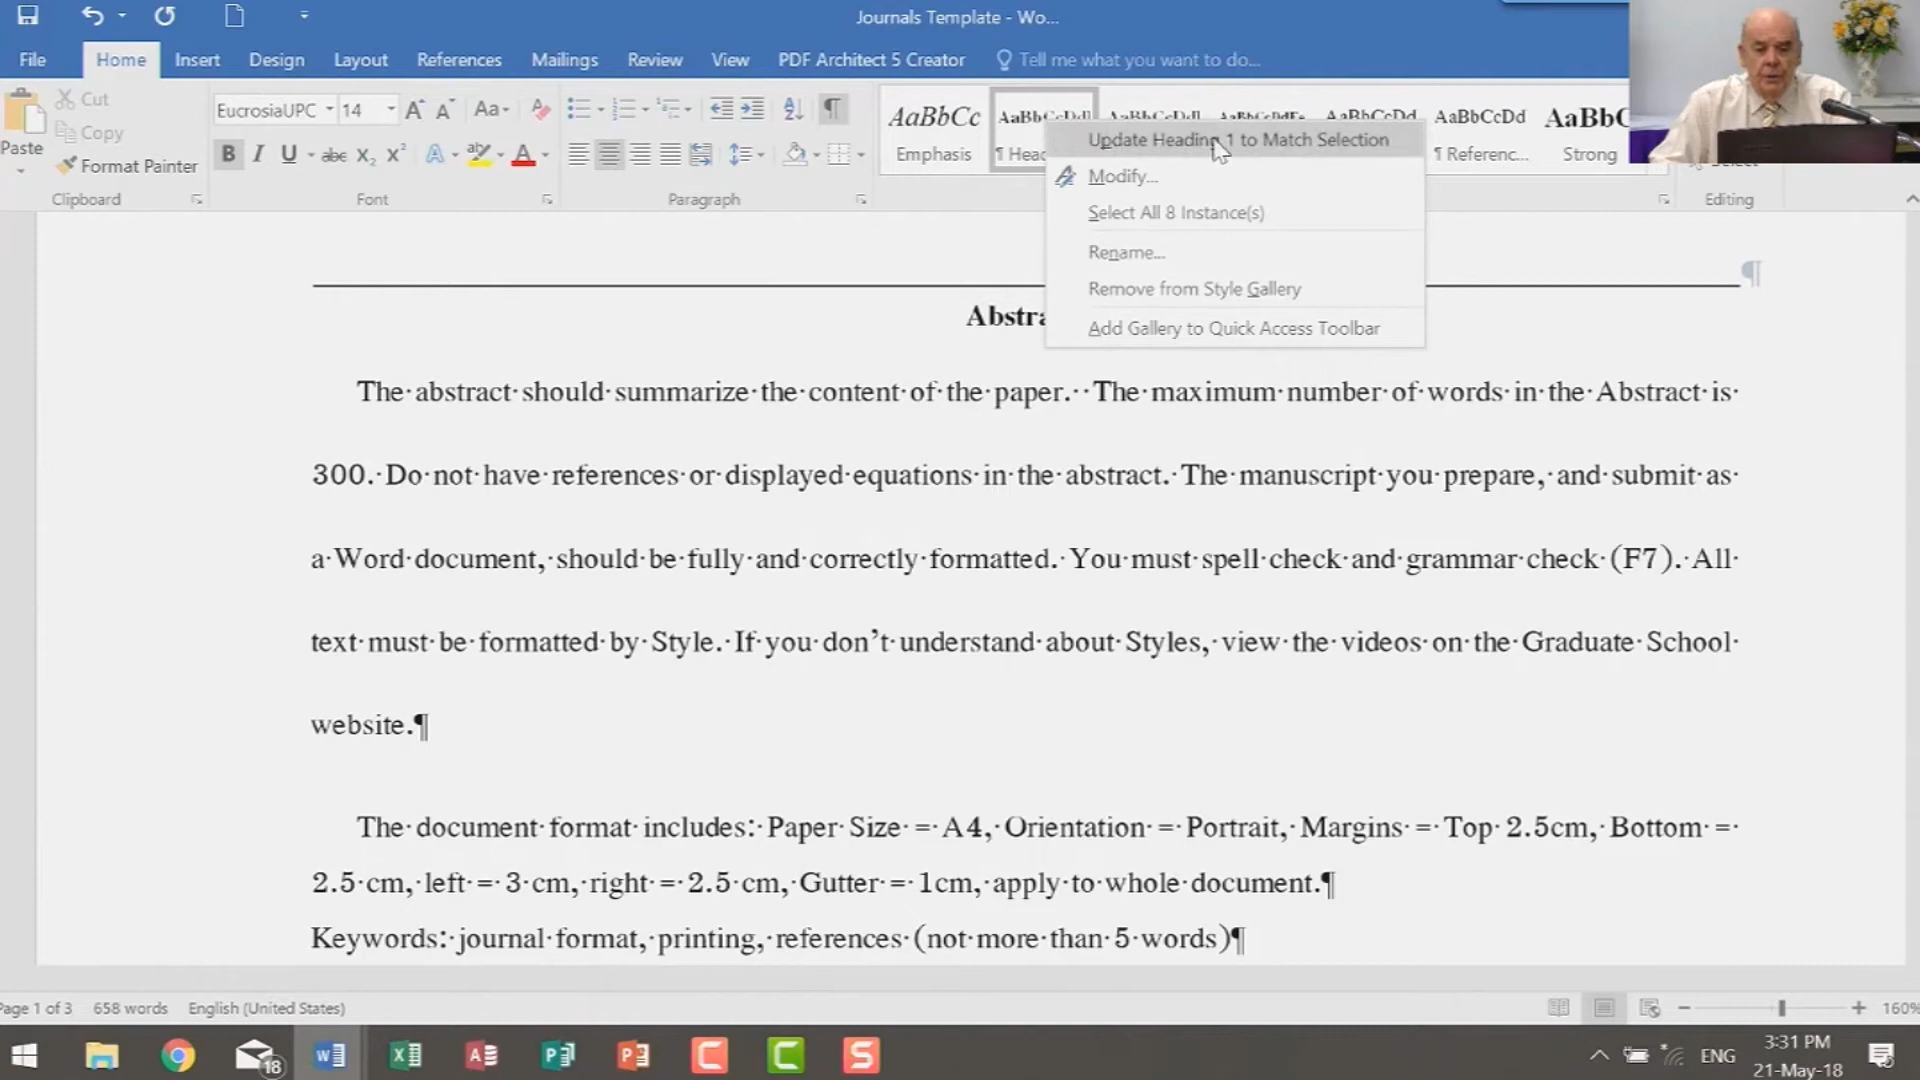 Journals Template - Wo...
File Home Insert Design Layout References Mailings Review View PDF Architect 5 Creator Tell me what you want to do...
Paste
Cut
Copy
Format Painter
Clipboard
EucrosiaUPC 14 Aa
B I U abc X₂ X²
Font
Paragraph
AaBbCc Emphasis
AaBbCcDdI
AaBbCcDd
AaBbCcDd ¶ Referenc...
AaBbC Strong
Editing
Update Heading 1 to Match Selection
Modify...
Select All 8 Instance(s)
Rename...
Remove from Style Gallery
Add Gallery to Quick Access Toolbar
The abstract should summarize the content of the paper. The maximum number of words in the Abstract is
300. Do not have references or displayed equations in the abstract. The manuscript you prepare, and submit as
a Word document, should be fully and correctly formatted. You must spell check and grammar check (F7). All
text must be formatted by Style. If you don’t understand about Styles, view the videos on the Graduate School
website.¶
The document format includes: Paper Size = A4, Orientation = Portrait, Margins = Top 2.5cm, Bottom =
2.5 cm, left = 3 cm, right = 2.5 cm, Gutter = 1cm, apply to whole document.¶
Keywords: journal format, printing, references (not more than 5 words)¶
Page 1 of 3 658 words English (United States)
160%
18
ENG
3:31 PM
21-May-18